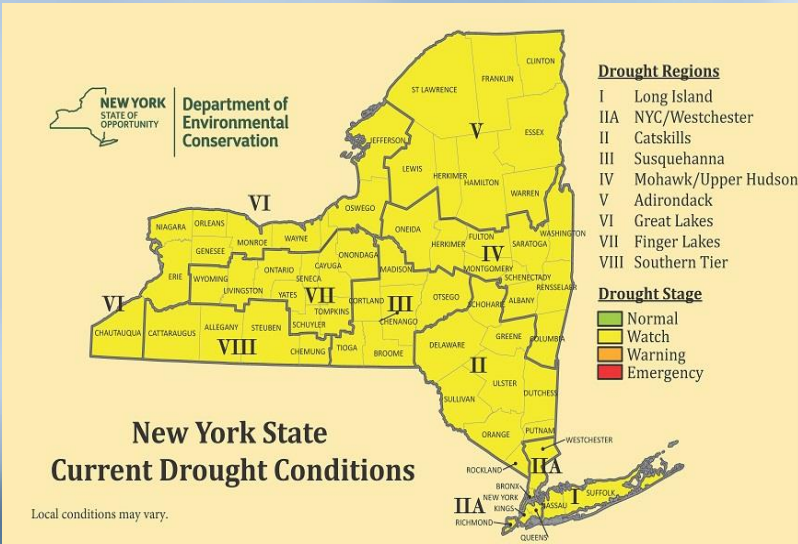 NEW YORK
STATE OF
OPPORTUNITY
Department of
Environmental
Conservation
Drought Regions
I Long Island
IIA NYC/Westchester
II Catskills
III Susquehanna
IV Mohawk/Upper Hudson
V Adirondack
VI Great Lakes
VII Finger Lakes
VIII Southern Tier
Drought Stage
Normal
Watch
Warning
Emergency
CLINTON
FRANKLIN
ST LAWRENCE
V
ESSEX
JEFFERSON
LEWIS
HERKIMER
HAMILTON
WARREN
VI
OSWEGO
NIAGARA
ORLEANS
MONROE
WAYNE
GENESEE
ERIE
ONEIDA
HERKIMER
FULTON
SARATOGA
WASHINGTON
IV
MONTGOMERY
SCHENECTADY
RENSSELAER
ALBANY
SCHOHARIE
COLUMBIA
WYOMING
LIVINGSTON
ONTARIO
SENECA
CAYUGA
ONONDAGA
YATES
VII
TOMPKINS
SCHUYLER
MADISON
CORTLAND
III
OTSEGO
CHENANGO
TIOGA
BROOME
VI
CHAUTAUQUA
CATTARAUGUS
ALLEGANY
STEUBEN
VIII
CHEMUNG
DELAWARE
GREENE
II
ULSTER
SULLIVAN
DUTCHESS
ORANGE
PUTNAM
WESTCHESTER
ROCKLAND
IIA
BRONX
NEW YORK
IIA
KINGS
RICHMOND
QUEENS
NASSAU
I
SUFFOLK
New York State
Current Drought Conditions
Local conditions may vary.